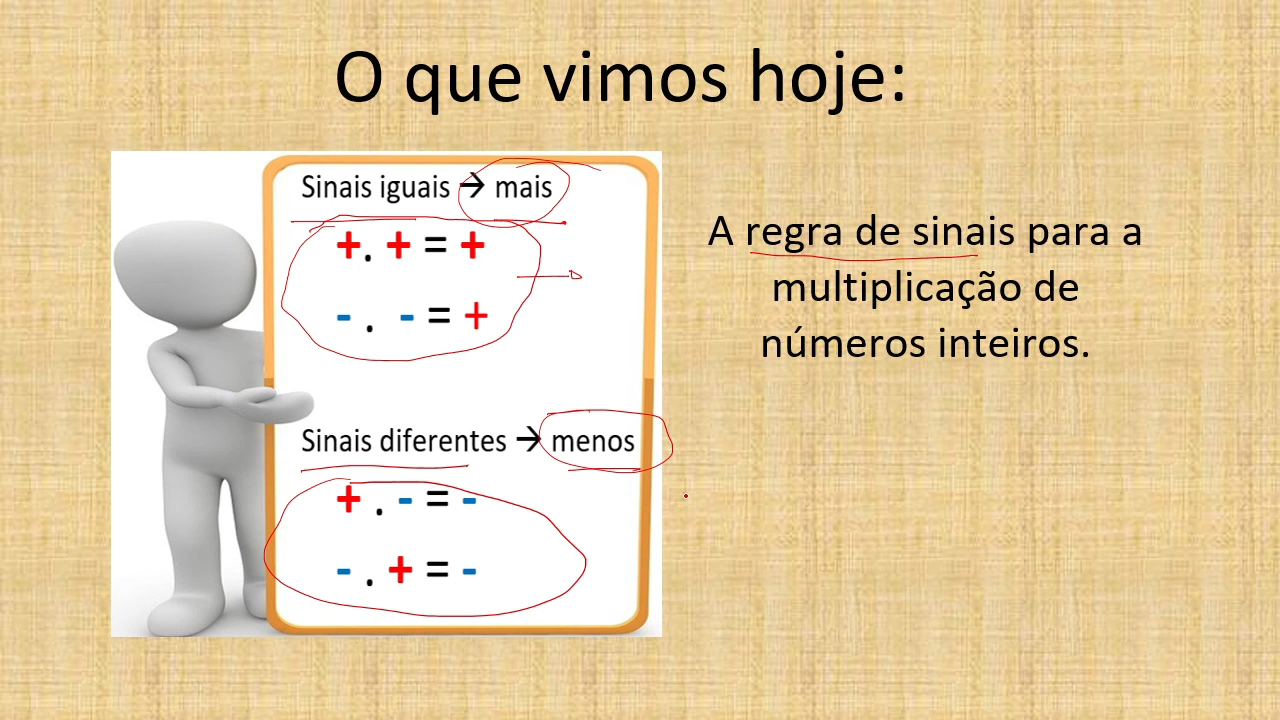 O que vimos hoje:
Sinais iguais → mais
+ . + = +
- . - = +
Sinais diferentes → menos
+ . - = -
- . + = -
A regra de sinais para a
multiplicação de
números inteiros.